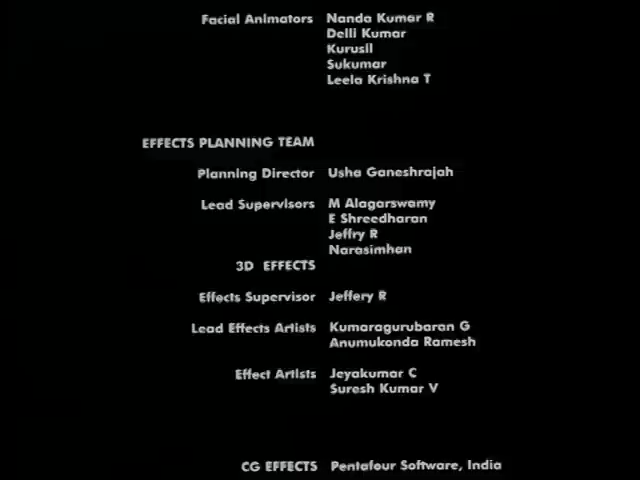 Facial Animators Nanda Kumar R
Delli Kumar
Kurusil
Sukumar
Leela Krishna T
EFFECTS PLANNING TEAM
Planning Director Usha Ganeshrajah
Lead Supervisors M Alagarswamy
E Shreedharan
Jeffry R
Narasimhan
3D EFFECTS
Effects Supervisor Jeffery R
Lead Effects Artists Kumaragurubaran G
Anumukonda Ramesh
Effect Artists Jeyakumar C
Suresh Kumar V
CG EFFECTS Pentafour Software, India